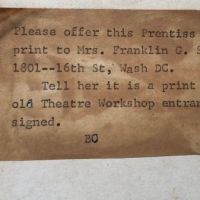 Please offer this Prentiss
print to Mrs. Franklin G. S
1801--16th St, Wash DC.
Tell her it is a print
old Theatre Workshop entran
signed.
BO